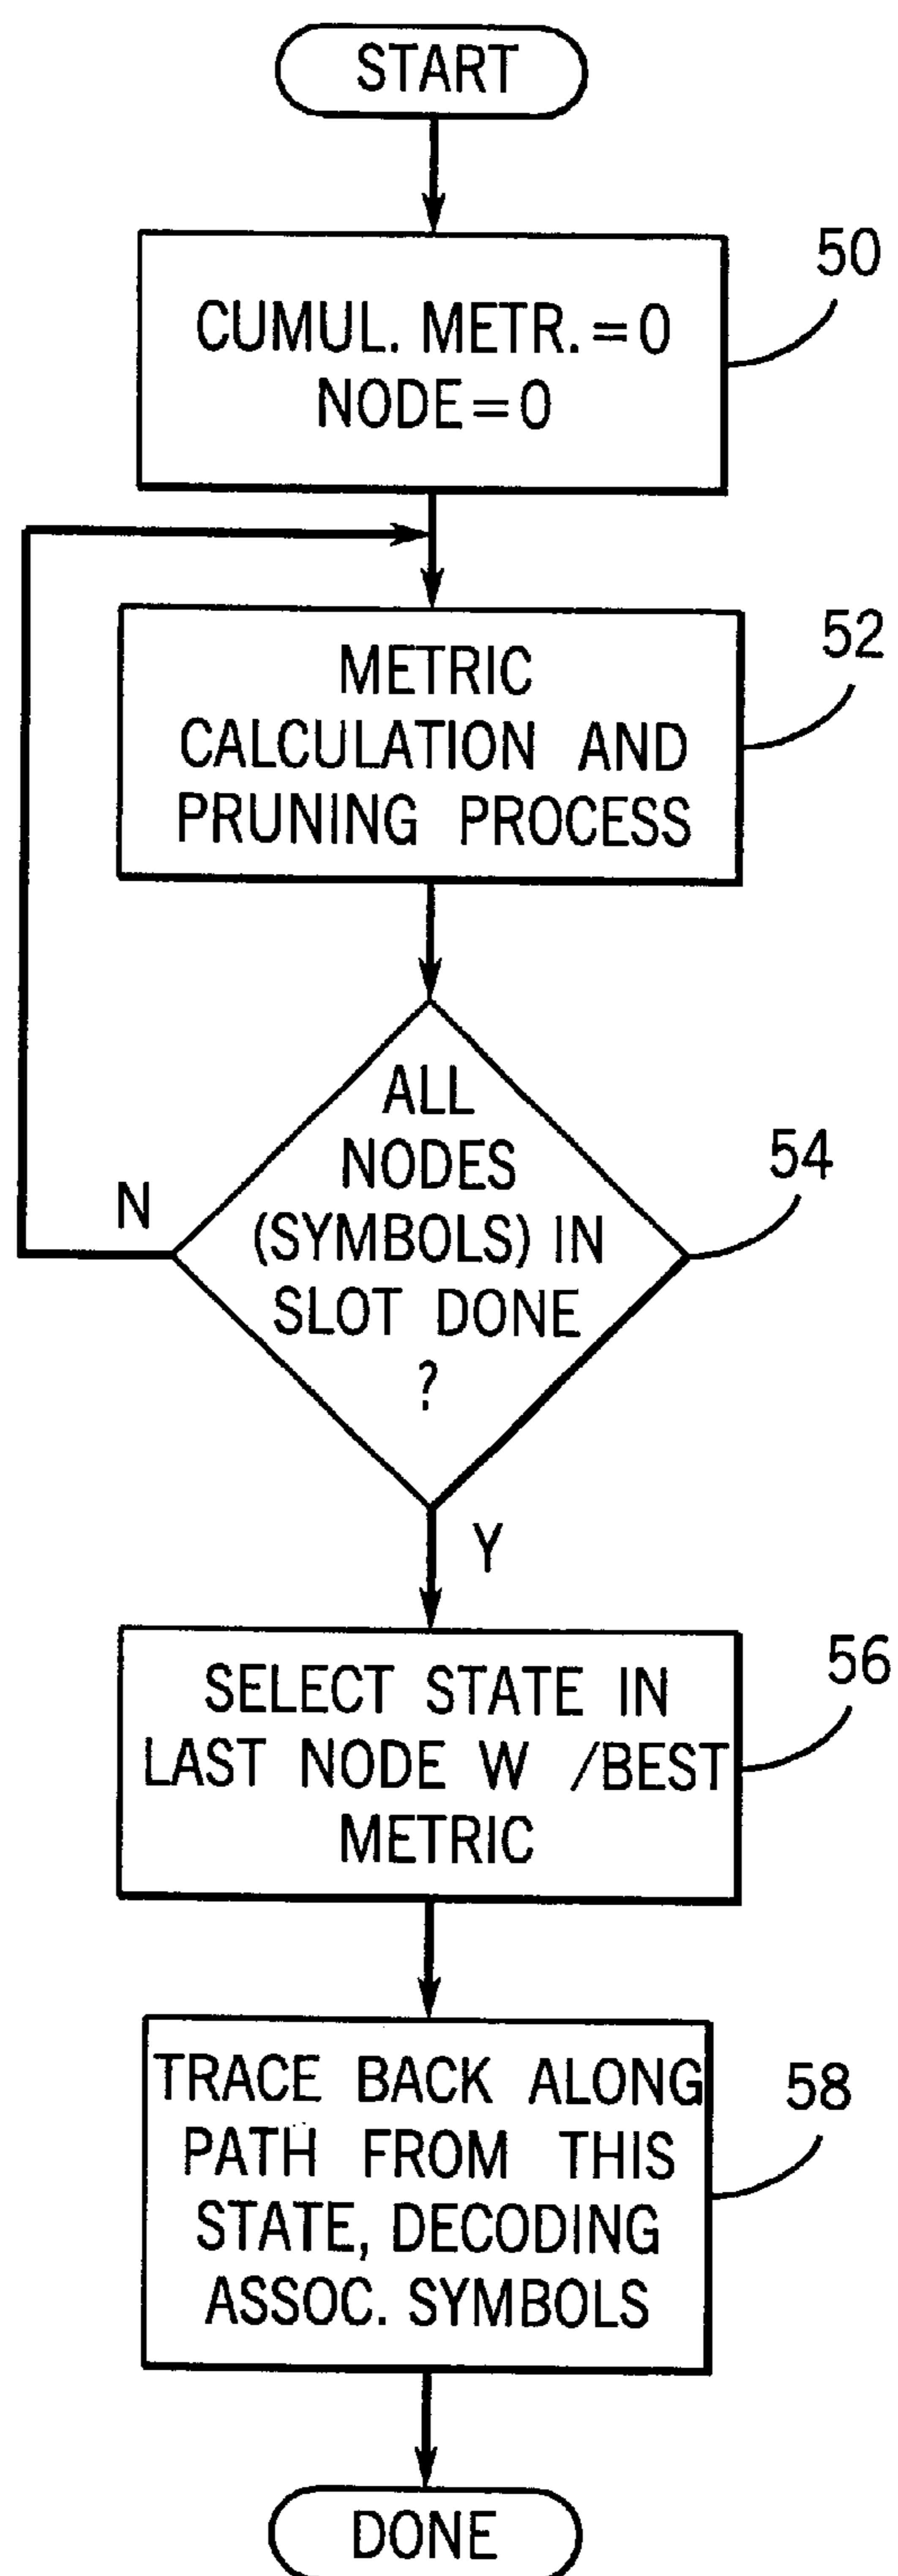 START
50
CUMUL. METR. = 0
NODE = 0
52
METRIC
CALCULATION AND
PRUNING PROCESS
54
ALL
NODES
(SYMBOLS) IN
SLOT DONE
?
N
Y
56
SELECT STATE IN
LAST NODE W /BEST
METRIC
58
TRACE BACK ALONG
PATH FROM THIS
STATE, DECODING
ASSOC. SYMBOLS
DONE